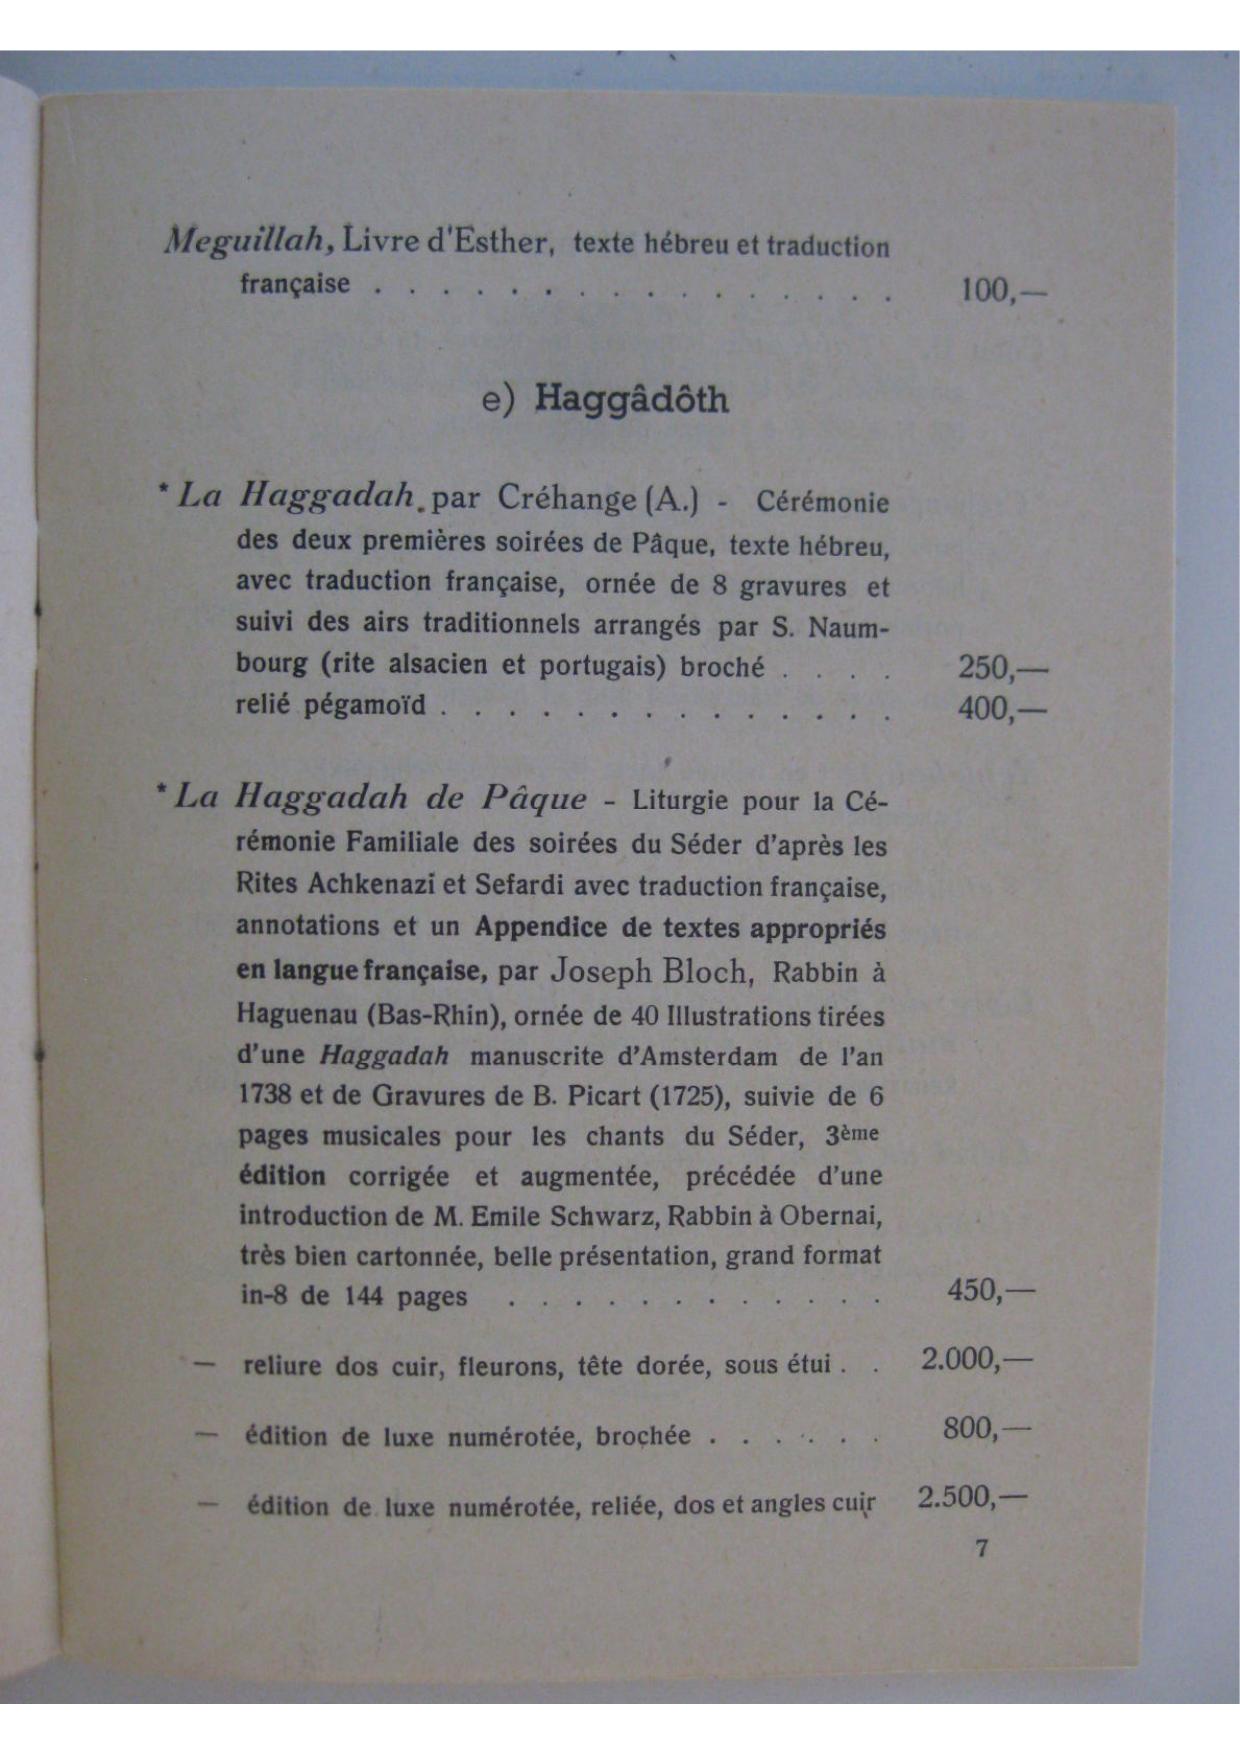 Meguillah, Livre d'Esther, texte hébreu et traduction
française . . . . . . . . . . . . . . . . 100,—
e) Haggâdôth
* La Haggadah par Créhange (A.) - Cérémonie
des deux premières soirées de Pâque, texte hébreu,
avec traduction française, ornée de 8 gravures et
suivi des airs traditionnels arrangés par S. Naum-
bourg (rite alsacien et portugais) broché . . . . 250,—
relié pégamoïd . . . . . . . . . . . . . . 400,—
* La Haggadah de Pâque - Liturgie pour la Cé-
rémonie Familiale des soirées du Séder d'après les
Rites Achkenazi et Sefardi avec traduction française,
annotations et un Appendice de textes appropriés
en langue française, par Joseph Bloch, Rabbin à
Haguenau (Bas-Rhin), ornée de 40 Illustrations tirées
d'une Haggadah manuscrite d'Amsterdam de l'an
1738 et de Gravures de B. Picart (1725), suivie de 6
pages musicales pour les chants du Séder, 3ème
édition corrigée et augmentée, précédée d'une
introduction de M. Emile Schwarz, Rabbin à Obernai,
très bien cartonnée, belle présentation, grand format
in-8 de 144 pages . . . . . . . . . . . . 450,—
— reliure dos cuir, fleurons, tête dorée, sous étui . . 2.000,—
— édition de luxe numérotée, brochée . . . . . . 800,—
— édition de luxe numérotée, reliée, dos et angles cuir 2.500,—
7